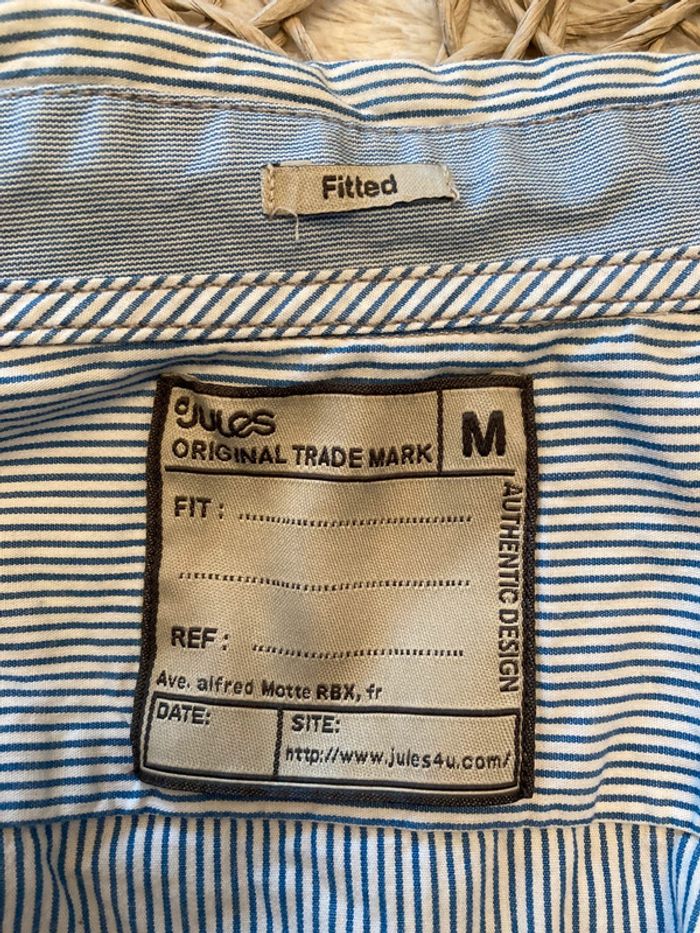 Fitted
JULES
ORIGINAL TRADE MARK
M
FIT : ..............................
..............................
REF : ..............................
AUTHENTIC DESIGN
Ave. alfred Motte RBX, fr
DATE:
SITE:
http://www.jules4u.com/